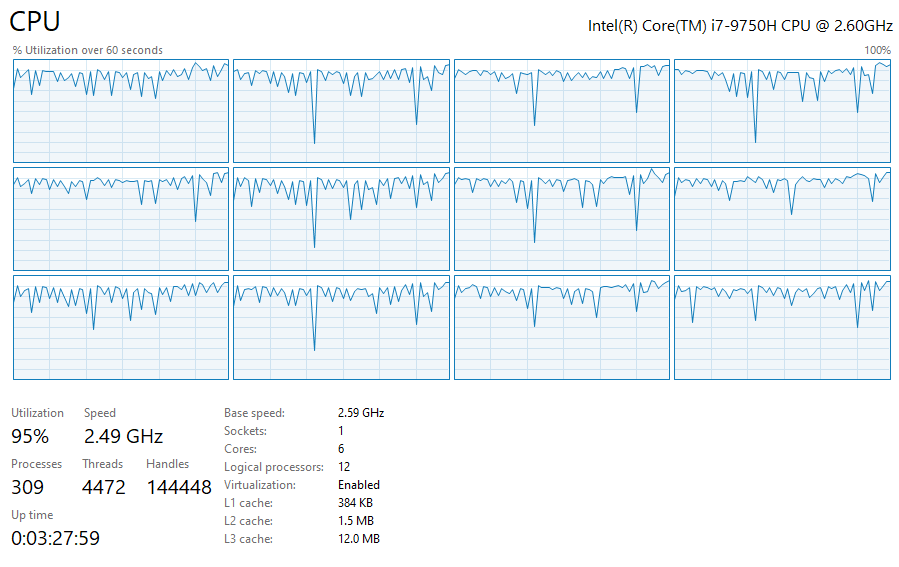 CPU
Intel(R) Core(TM) i7-9750H CPU @ 2.60GHz
% Utilization over 60 seconds
100%
Utilization Speed
95% 2.49 GHz
Processes Threads Handles
309 4472 144448
Up time
0:03:27:59
Base speed: 2.59 GHz
Sockets: 1
Cores: 6
Logical processors: 12
Virtualization: Enabled
L1 cache: 384 KB
L2 cache: 1.5 MB
L3 cache: 12.0 MB